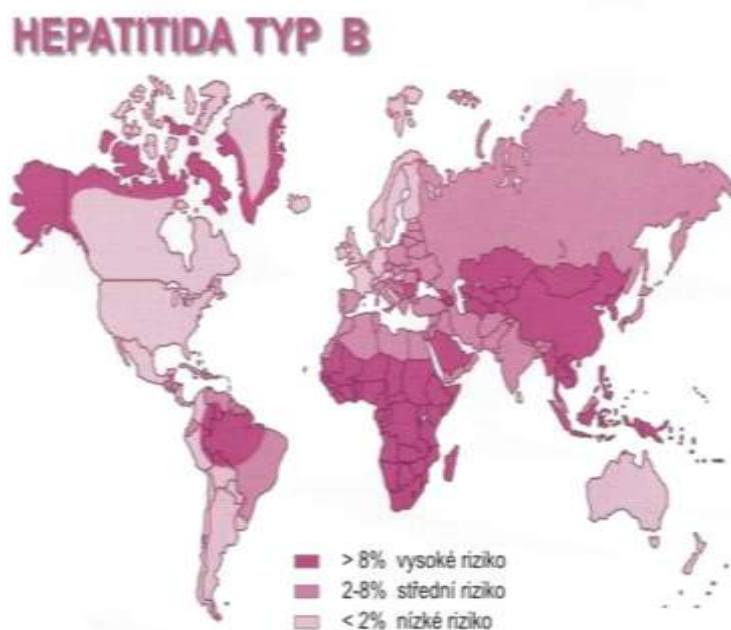 HEPATITIDA TYP B
> 8% vysoké riziko
2-8% střední riziko
< 2% nízké riziko